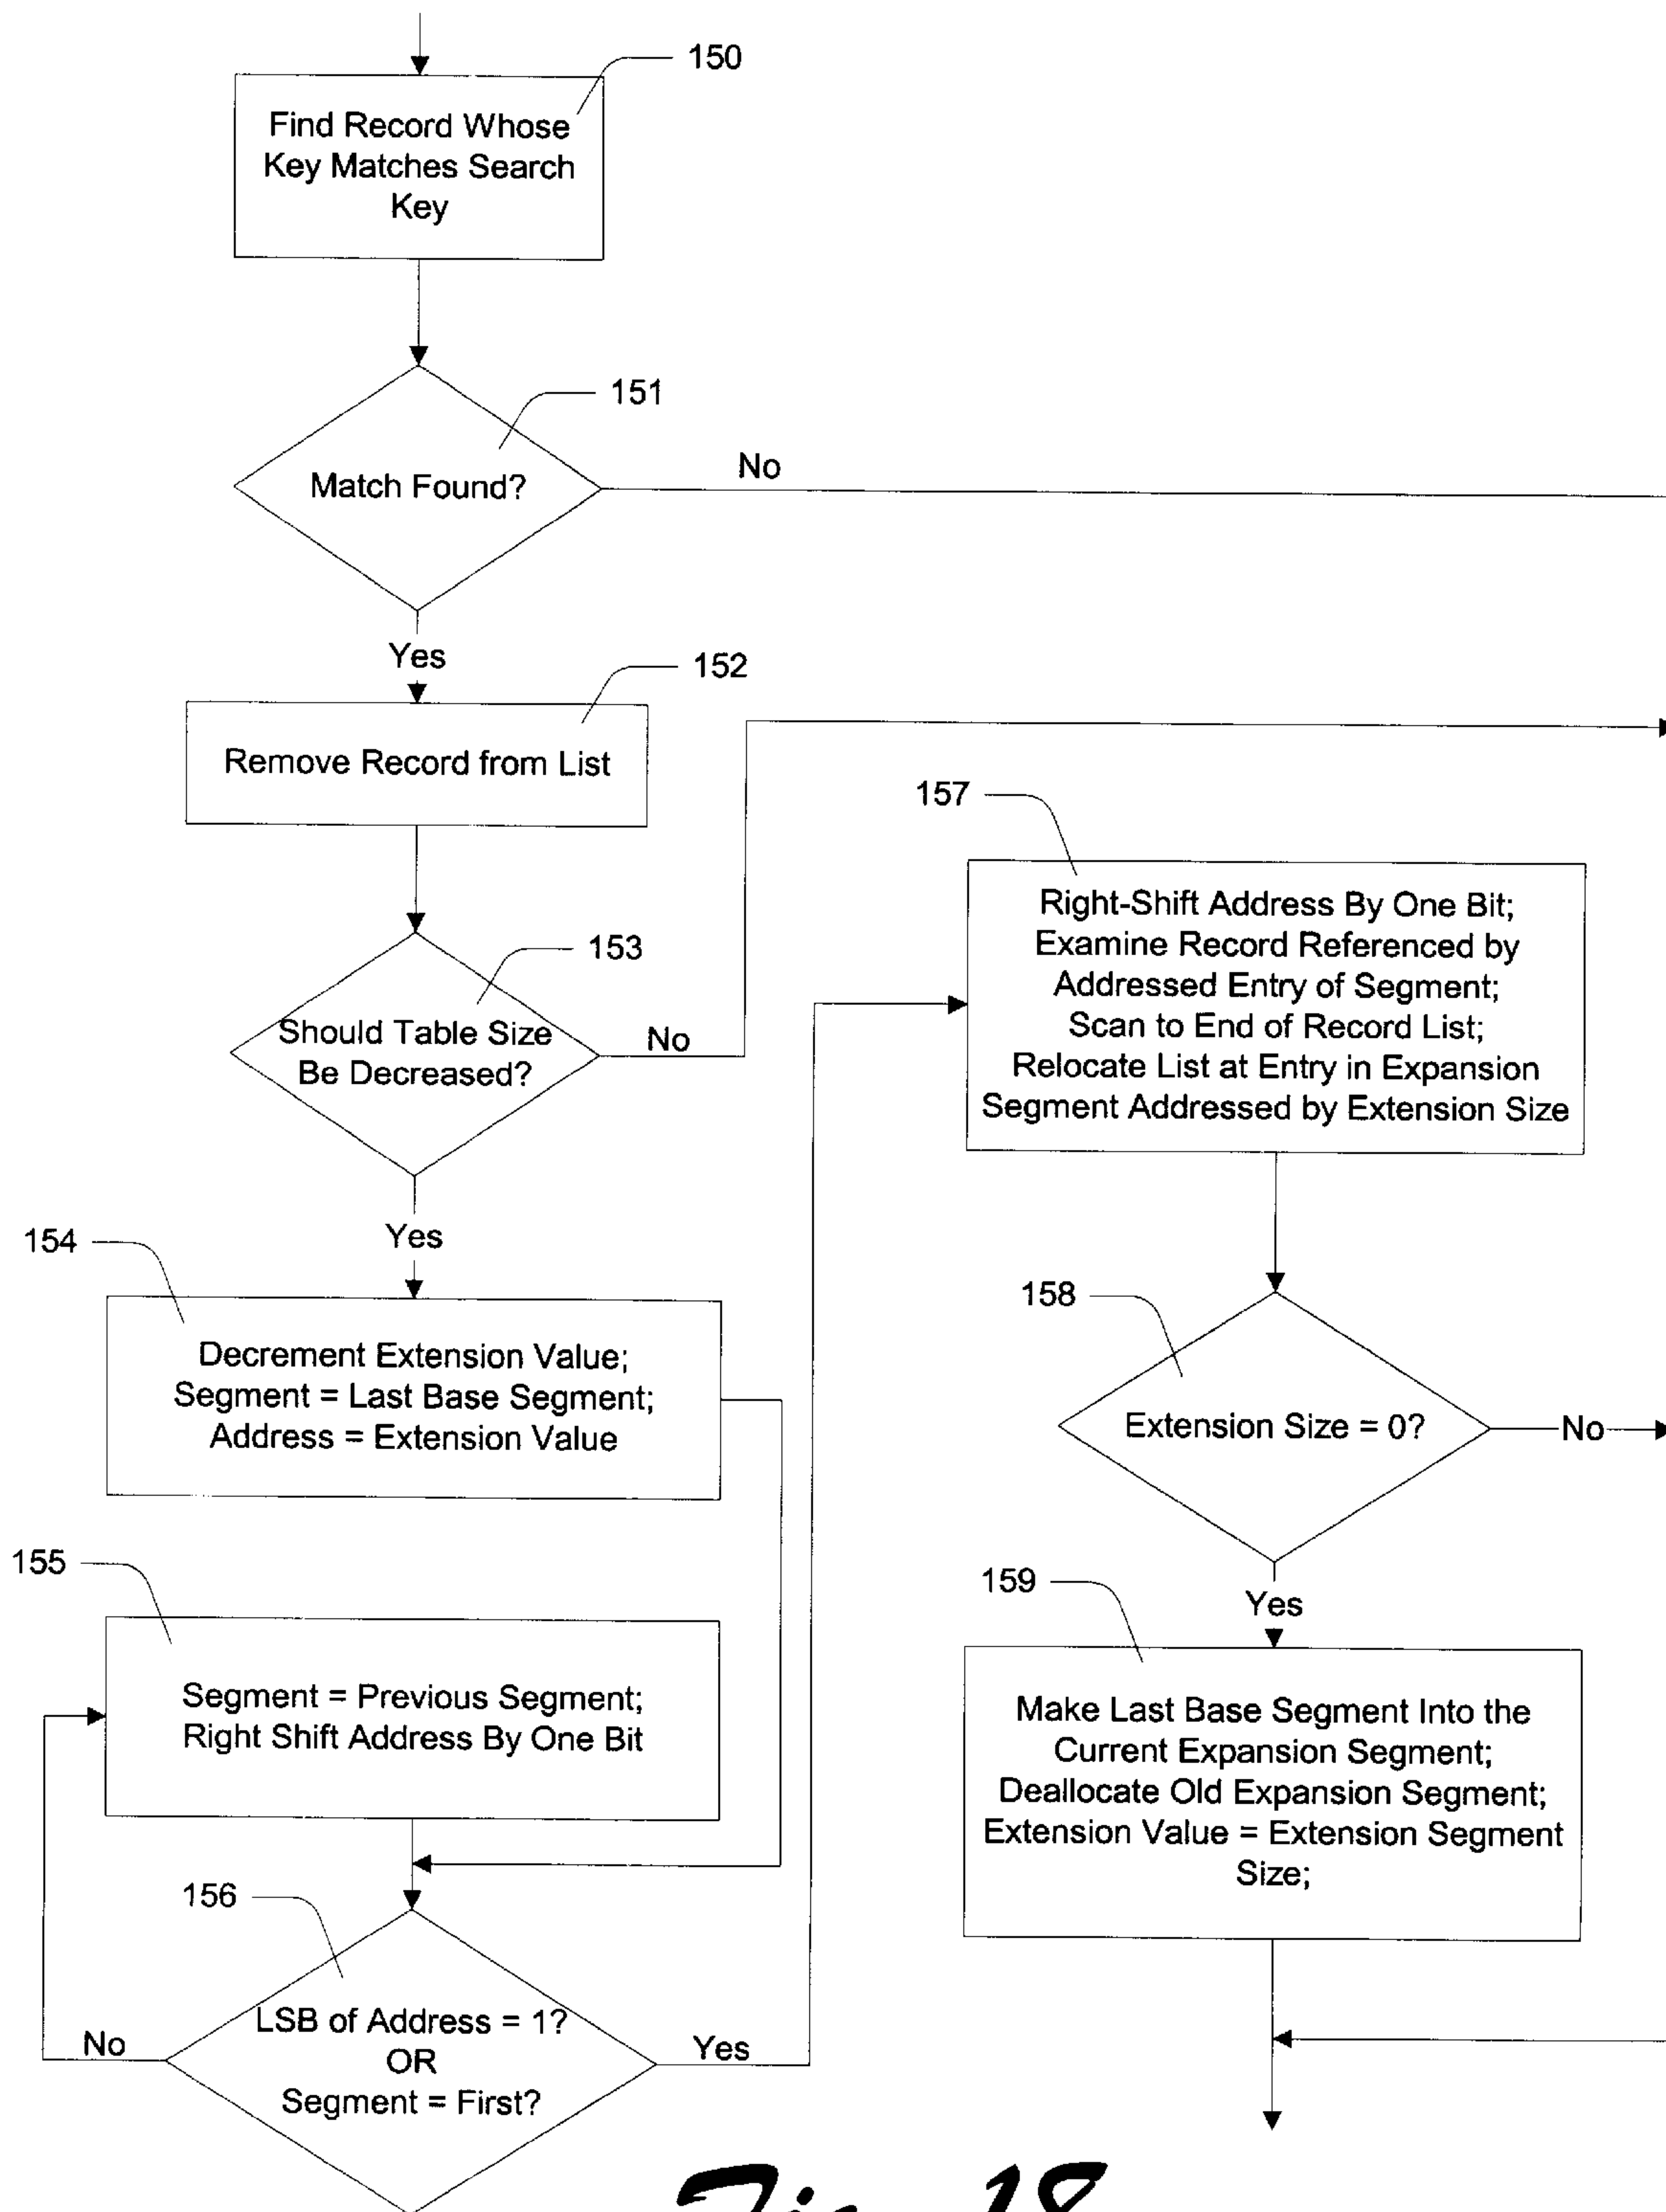 150
Find Record Whose
Key Matches Search
Key
151
Match Found?
No
Yes
152
Remove Record from List
153
Should Table Size
Be Decreased?
No
Yes
154
Decrement Extension Value;
Segment = Last Base Segment;
Address = Extension Value
155
Segment = Previous Segment;
Right Shift Address By One Bit
156
LSB of Address = 1?
OR
Segment = First?
No
Yes
157
Right-Shift Address By One Bit;
Examine Record Referenced by
Addressed Entry of Segment;
Scan to End of Record List;
Relocate List at Entry in Expansion
Segment Addressed by Extension Size
158
Extension Size = 0?
No
Yes
159
Make Last Base Segment Into the
Current Expansion Segment;
Deallocate Old Expansion Segment;
Extension Value = Extension Segment
Size;
Fig. 18